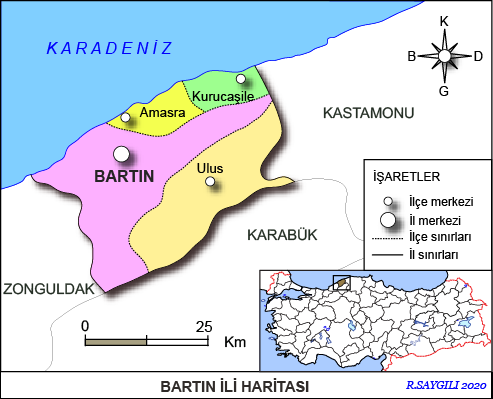 KARADENİZ
K
B
D
G
Kurucaşile
Amasra
KASTAMONU
BARTIN
Ulus
İŞARETLER
İlçe merkezi
İl merkezi
İlçe sınırları
İl sınırları
KARABÜK
ZONGULDAK
0 25
Km
BARTIN İLİ HARİTASI
R.SAYGILI 2020